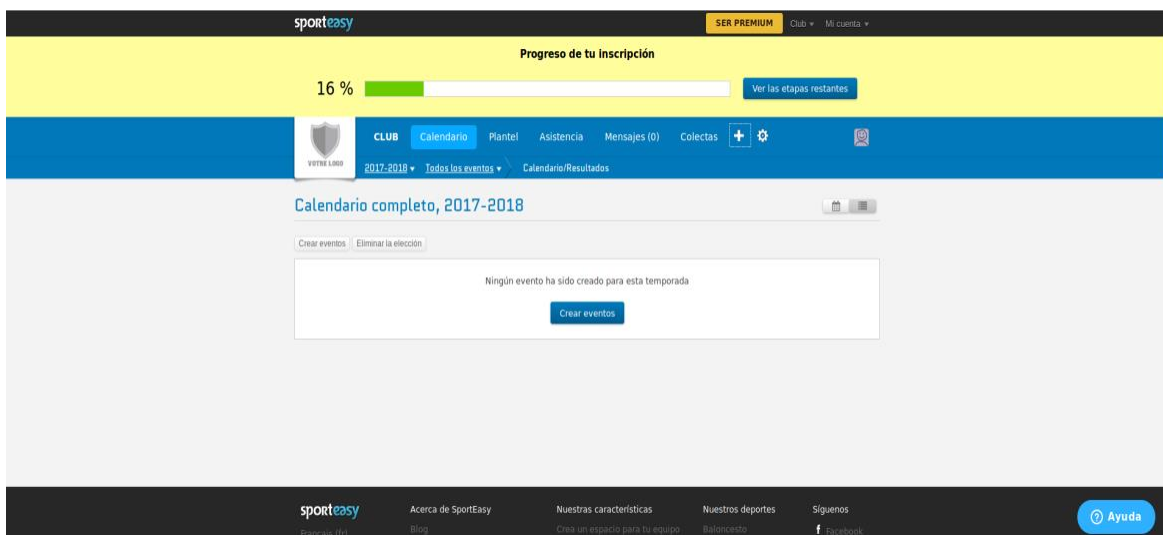 sporteasy
SER PREMIUM Club Mi cuenta
Progreso de tu inscripción
16 % Ver las etapas restantes
CLUB Calendario Plantel Asistencia Mensajes (0) Colectas
VOTRE LOGO
2017-2018 Todos los eventos Calendario/Resultados
Calendario completo, 2017-2018
Crear eventos Eliminar la elección
Ningún evento ha sido creado para esta temporada
Crear eventos
sporteasy Acerca de SportEasy Nuestras características Nuestros deportes Síguenos
Français (fr) Blog Crea un espacio para tu equipo Baloncesto Facebook
Ayuda